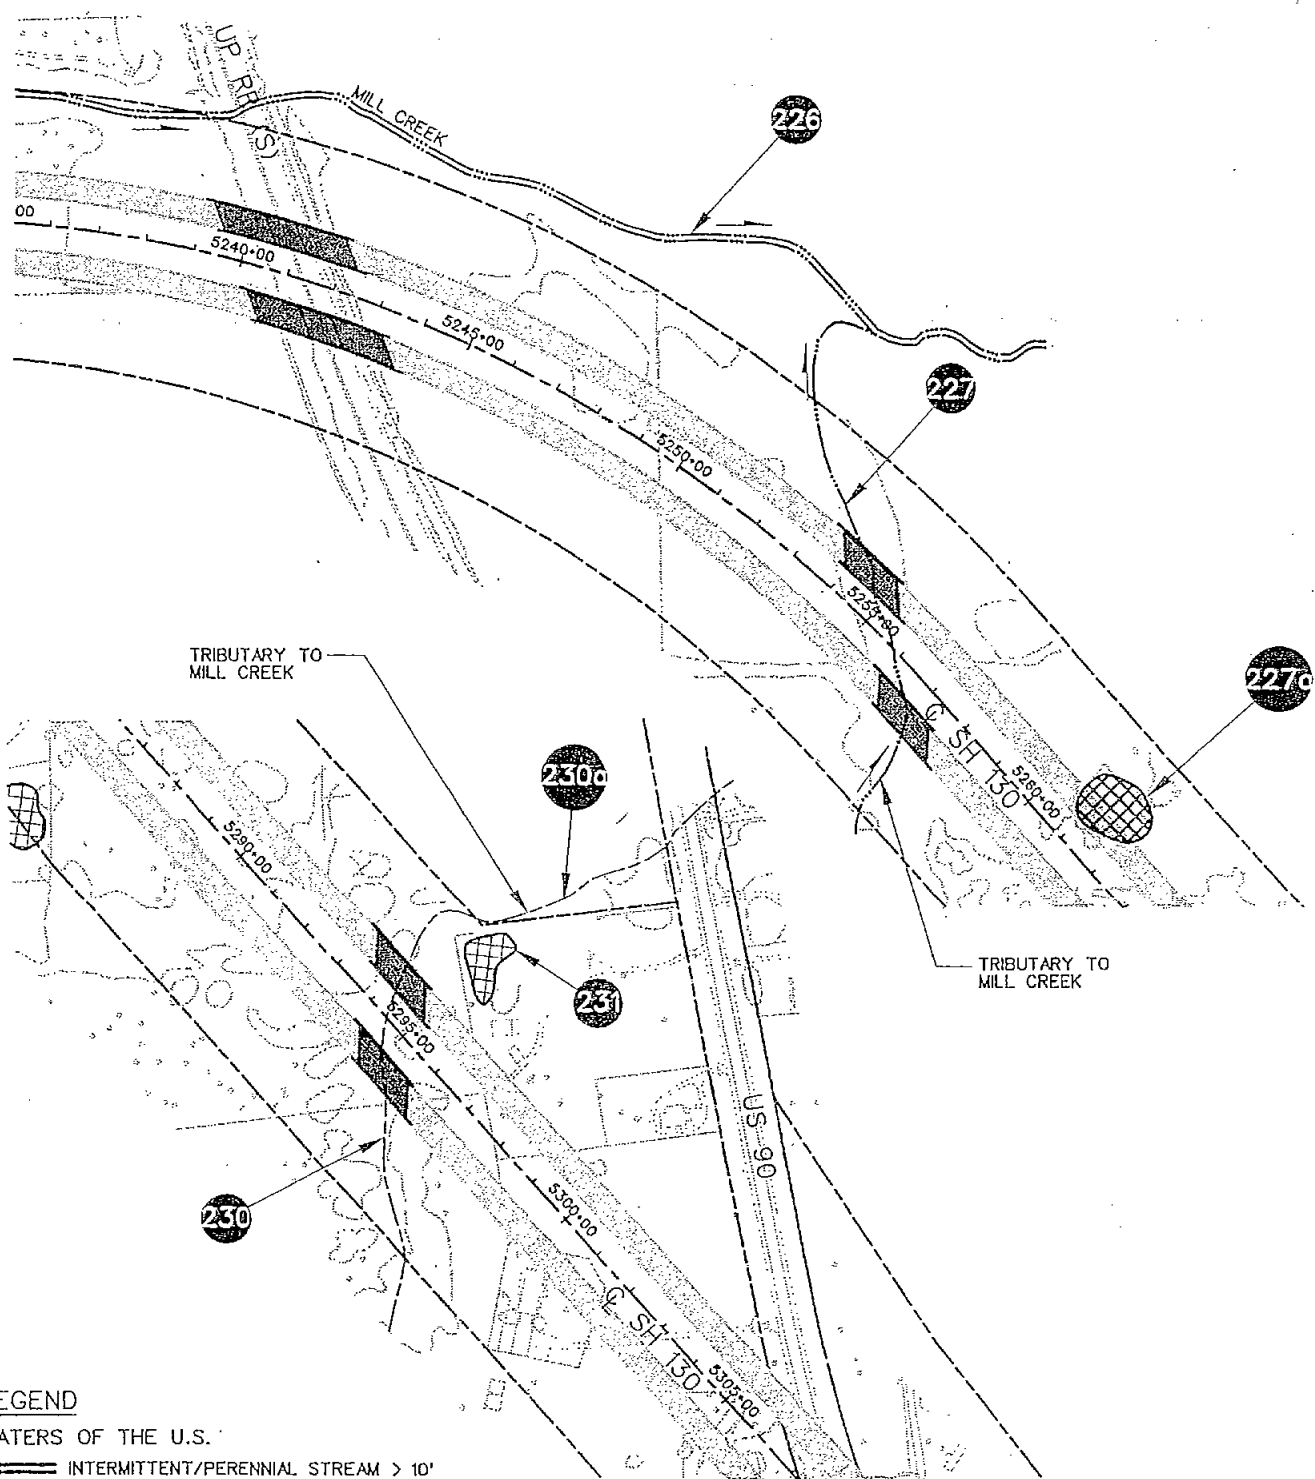 UP RR (S)
MILL CREEK
226
00
5240+00
5245+00
227
5250+00
5255+00
TRIBUTARY TO
MILL CREEK
227a
℄ SH 130
5260+00
230a
5290+00
TRIBUTARY TO
MILL CREEK
231
5295+00
US 90
230
5300+00
℄ SH 130
5305+00
EGEND
ATERS OF THE U.S.
INTERMITTENT/PERENNIAL STREAM > 10'